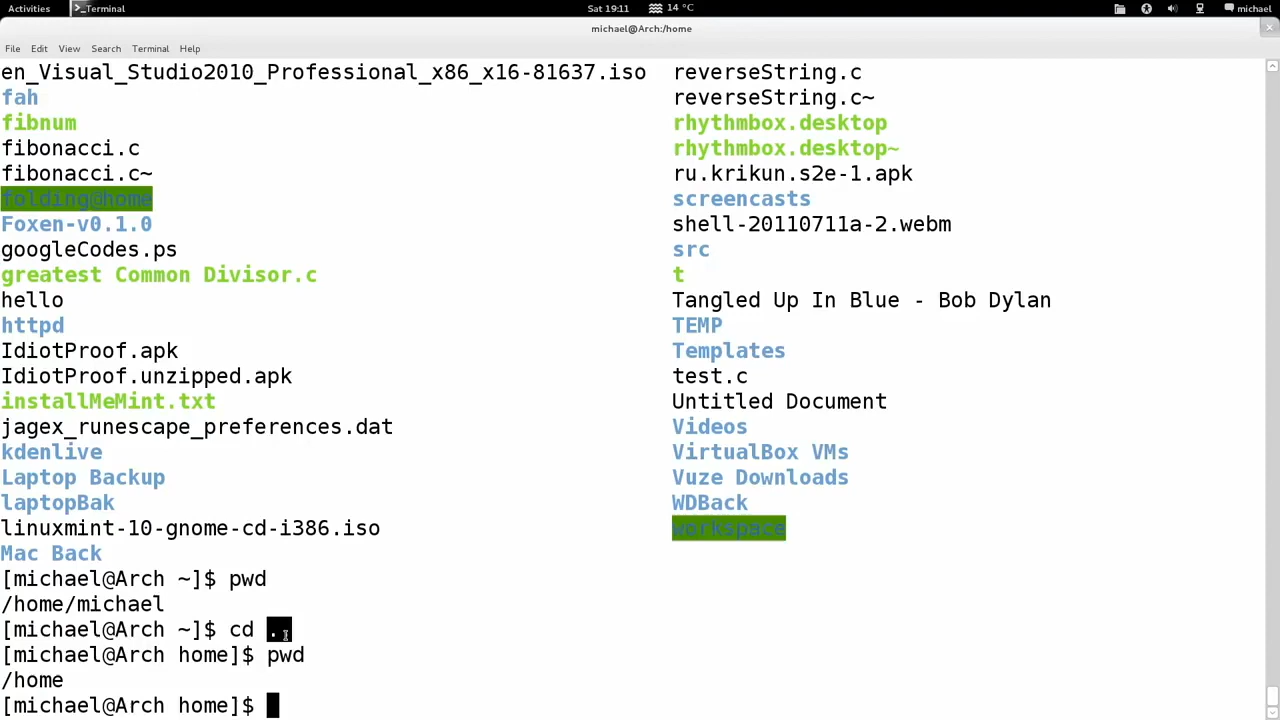 Activities Terminal Sat 19:11 14 °C michael
michael@Arch:/home
File Edit View Search Terminal Help
en_Visual_Studio2010_Professional_x86_x16-81637.iso reverseString.c
fah reverseString.c~
fibnum rhythmbox.desktop
fibonacci.c rhythmbox.desktop~
fibonacci.c~ ru.krikun.s2e-1.apk
folding@home screencasts
Foxen-v0.1.0 shell-20110711a-2.webm
googleCodes.ps src
greatest Common Divisor.c t
hello Tangled Up In Blue - Bob Dylan
httpd TEMP
IdiotProof.apk Templates
IdiotProof.unzipped.apk test.c
installMeMint.txt Untitled Document
jagex_runescape_preferences.dat Videos
kdenlive VirtualBox VMs
Laptop Backup Vuze Downloads
laptopBak WDBack
linuxmint-10-gnome-cd-i386.iso workspace
Mac Back
[michael@Arch ~]$ pwd
/home/michael
[michael@Arch ~]$ cd ..
[michael@Arch home]$ pwd
/home
[michael@Arch home]$